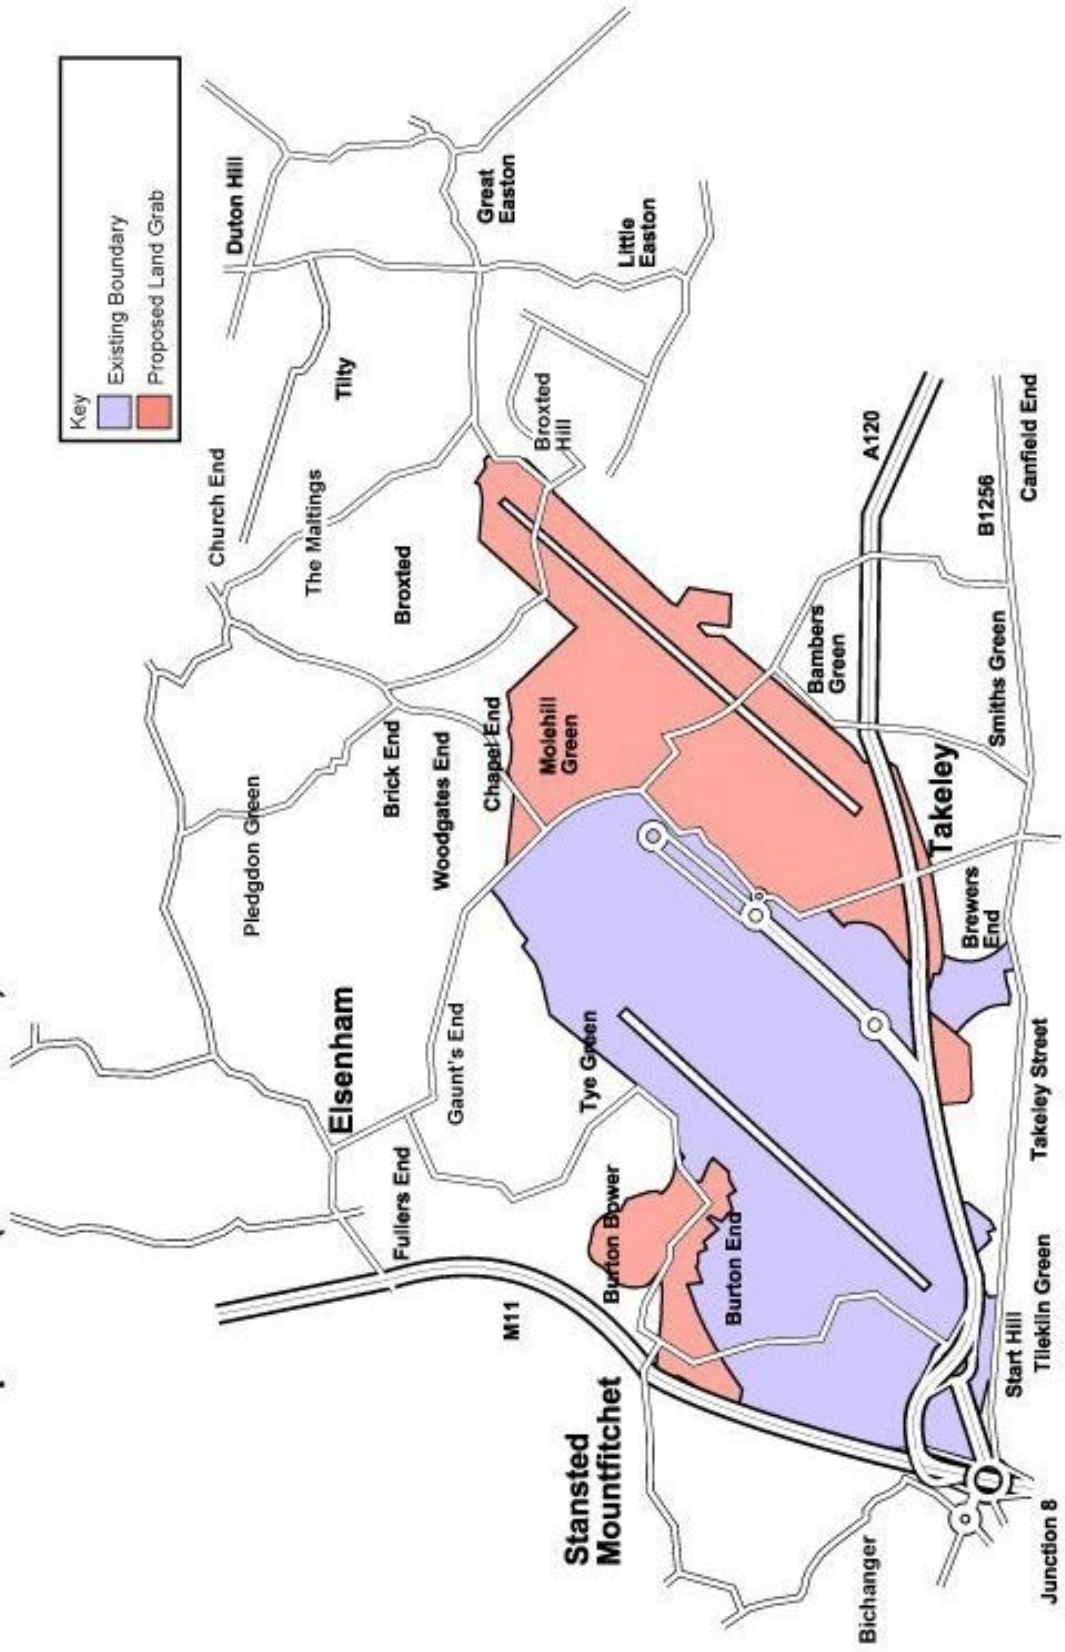 Key
Existing Boundary
Proposed Land Grab
Duton Hill
Great
Easton
Little
Easton
Tilty
Church End
The Maltings
Broxted
Hill
Broxted
A120
B1256
Canfield End
Pledgdon Green
Brick End
Woodgates End
Chapel End
Molehill
Green
Bambers
Green
Smiths Green
Takeley
Brewers
End
Elsenham
Gaunt's End
Tye Green
Takeley Street
Fullers End
Burton Bower
Burton End
M11
Start Hill
Tilekiln Green
Stansted
Mountfitchet
Bichanger
Junction 8